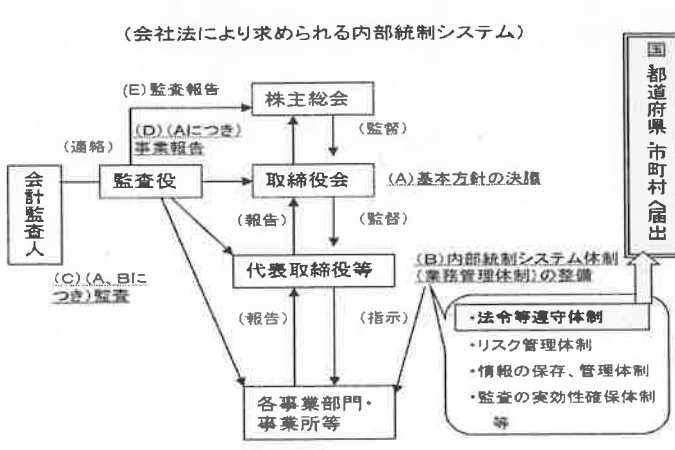 (会社法により求められる内部統制システム)
国
都道府県
市町村へ届出
(E)監査報告
株主総会
(監督)
(D)(Aにつき)
事業報告
(連絡)
会計監査人
監査役
取締役会
(A)基本方針の決議
(報告)
(監督)
(B)内部統制システム体制
(業務管理体制)の整備
代表取締役等
(C)(A、Bに
つき)監査
(報告)
(指示)
・法令等遵守体制
・リスク管理体制
・情報の保存、管理体制
・監査の実効性確保体制
等
各事業部門・
事業所等